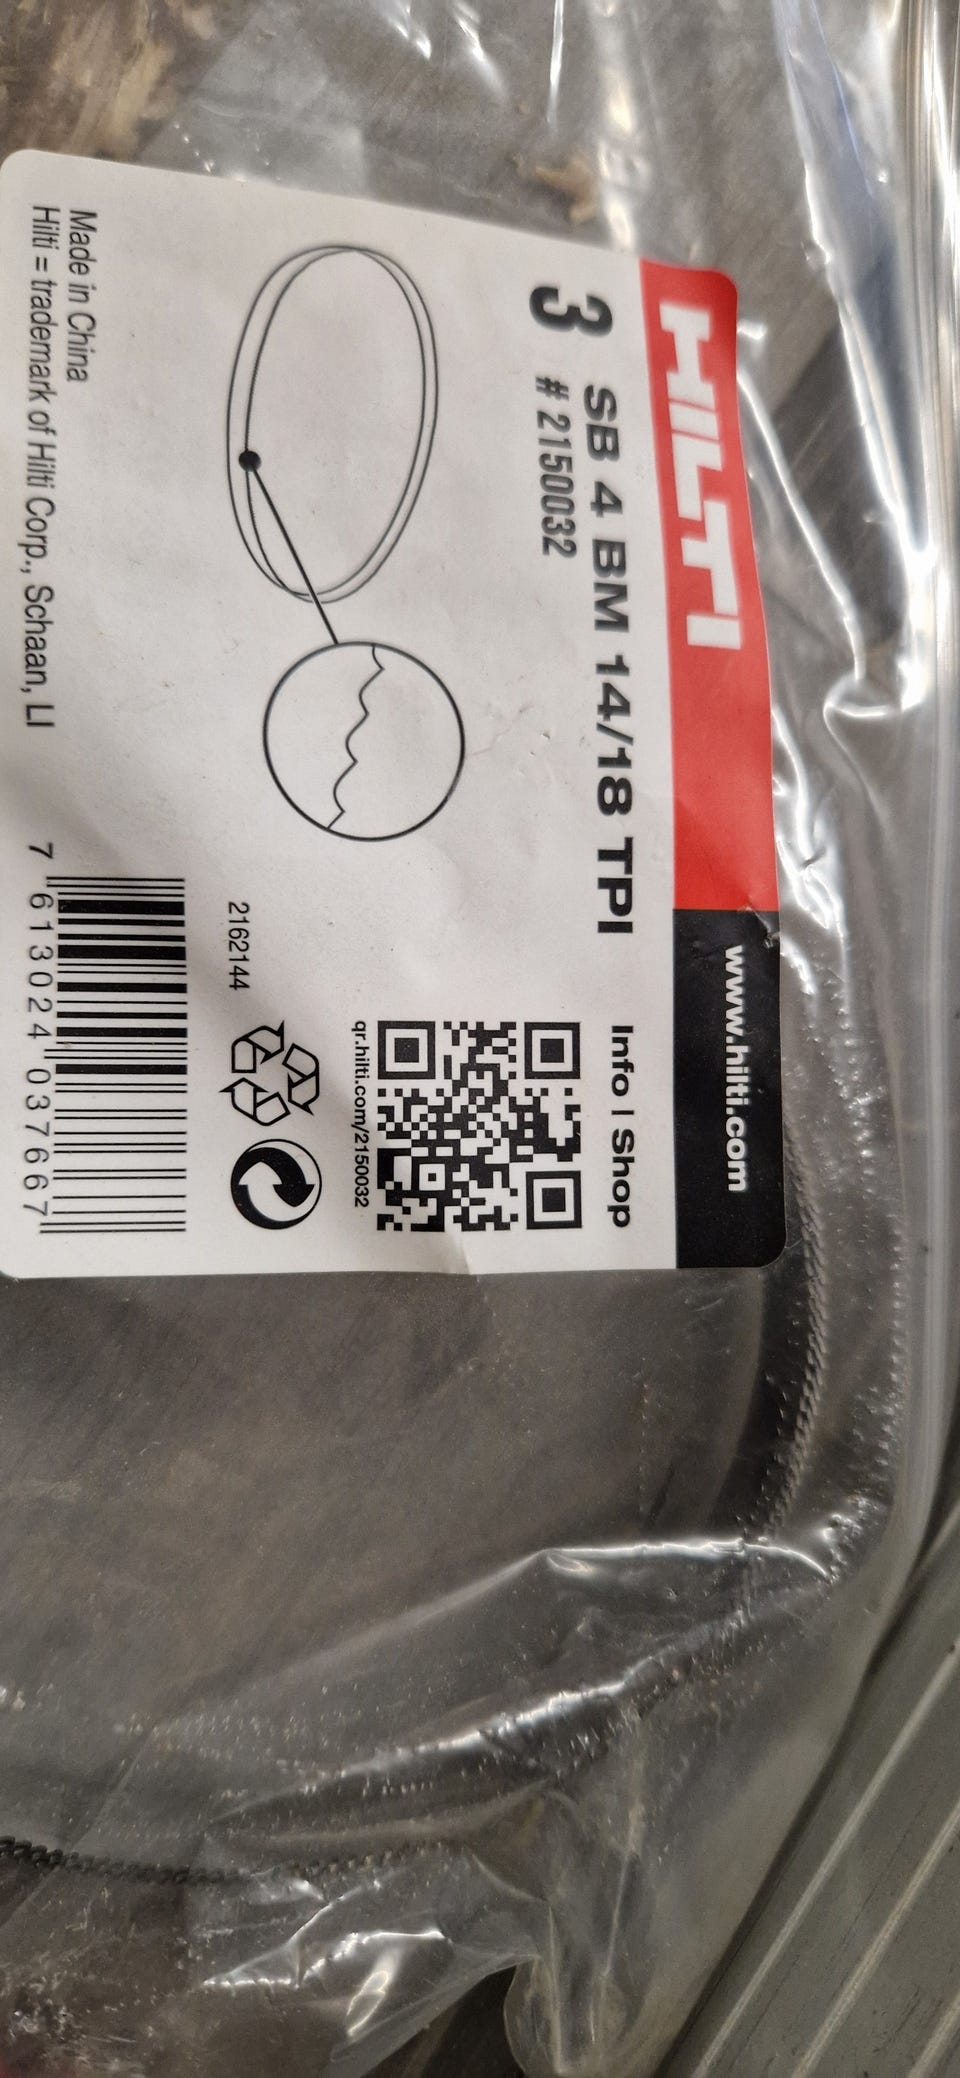 HILTI
www.hilti.com
3 SB 4 BM 14/18 TPI
# 2150032
Info | Shop
qr.hilti.com/2150032
2162144
Made in China
Hilti = trademark of Hilti Corp., Schaan, LI
7 613024 037667